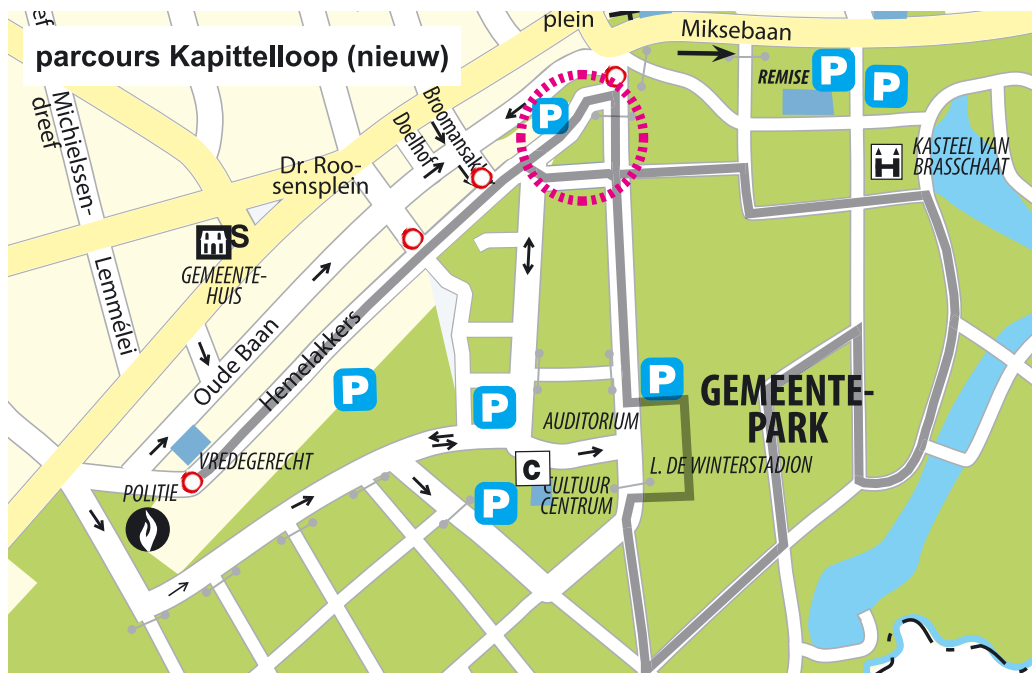 parcours Kapittelloop (nieuw)
plein
Miksebaan
REMISE
P
P
P
KASTEEL VAN
BRASSCHAAT
Michielssen-
dreef
Broomansakk
Doelhof
Dr. Roo-
sensplein
S
GEMEENTE-
HUIS
Lemmélei
Oude Baan
Hemelakkers
P
P
P
GEMEENTE-
PARK
AUDITORIUM
VREDEGERECHT
C
L. DE WINTERSTADION
POLITIE
P
CULTUUR
CENTRUM